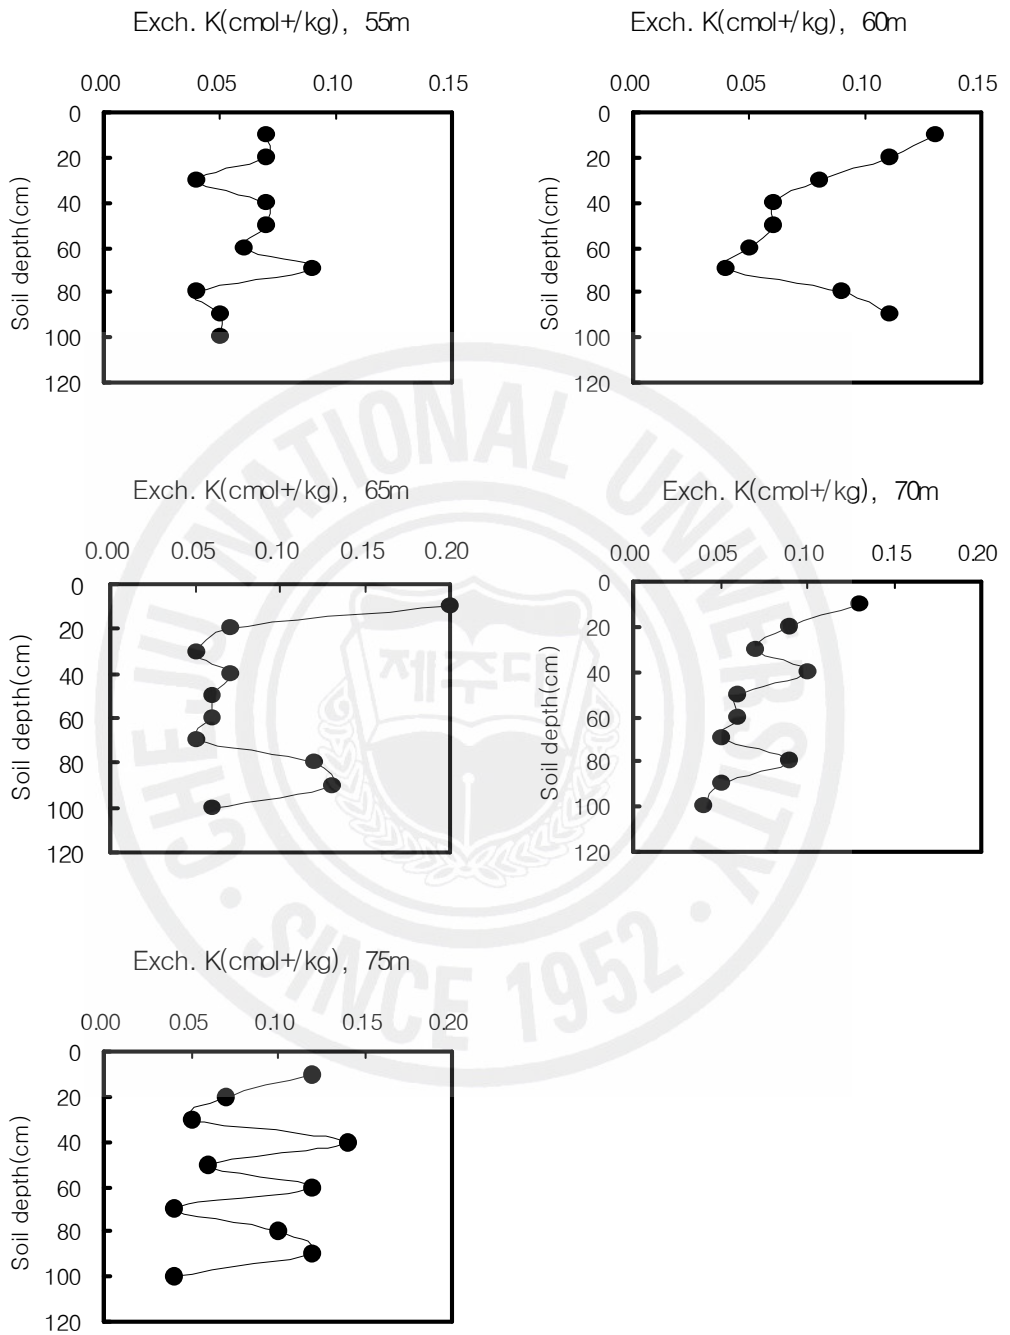 Exch. K(cmol+/kg), 55m
0.00 0.05 0.10 0.15
Soil depth(cm)
0
20
40
60
80
100
120
Exch. K(cmol+/kg), 60m
0.00 0.05 0.10 0.15
Soil depth(cm)
0
20
40
60
80
100
120
Exch. K(cmol+/kg), 65m
0.00 0.05 0.10 0.15 0.20
Soil depth(cm)
0
20
40
60
80
100
120
Exch. K(cmol+/kg), 70m
0.00 0.05 0.10 0.15 0.20
Soil depth(cm)
0
20
40
60
80
100
120
Exch. K(cmol+/kg), 75m
0.00 0.05 0.10 0.15 0.20
Soil depth(cm)
0
20
40
60
80
100
120
CHEJU NATIONAL UNIVERSITY
제주대
• SINCE 1952 •